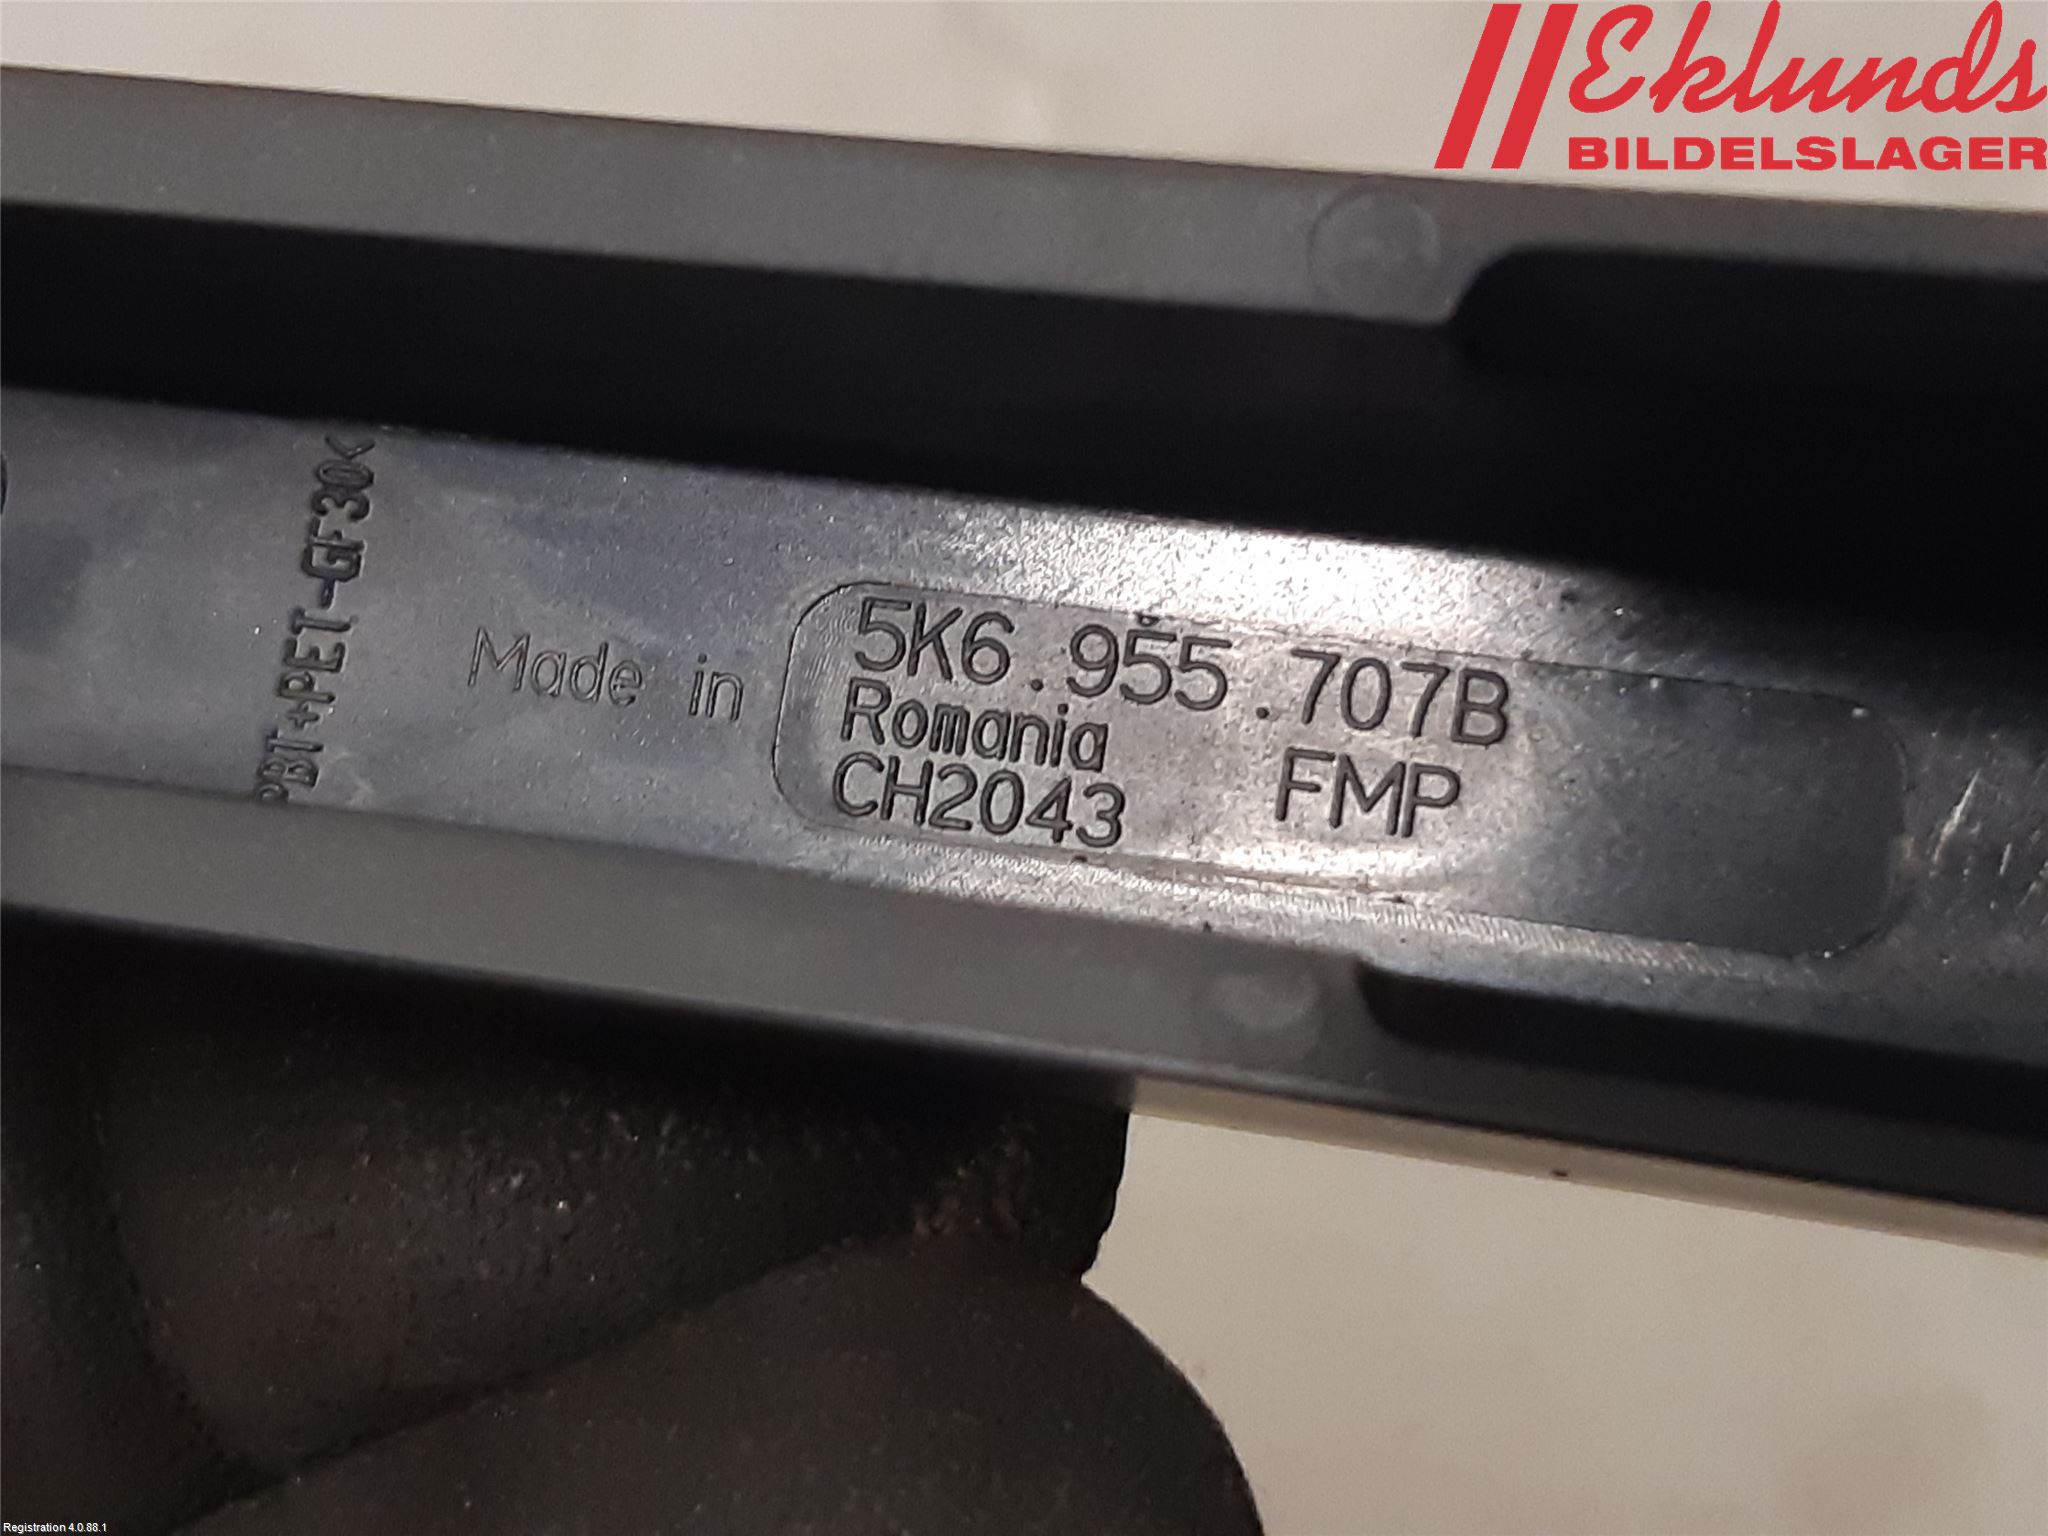 Eklunds
BILDELSLAGER
PBT+PET-GF30<
Made in
5K6.955.707B
Romania
CH2043 FMP
Registration 4.0.88.1